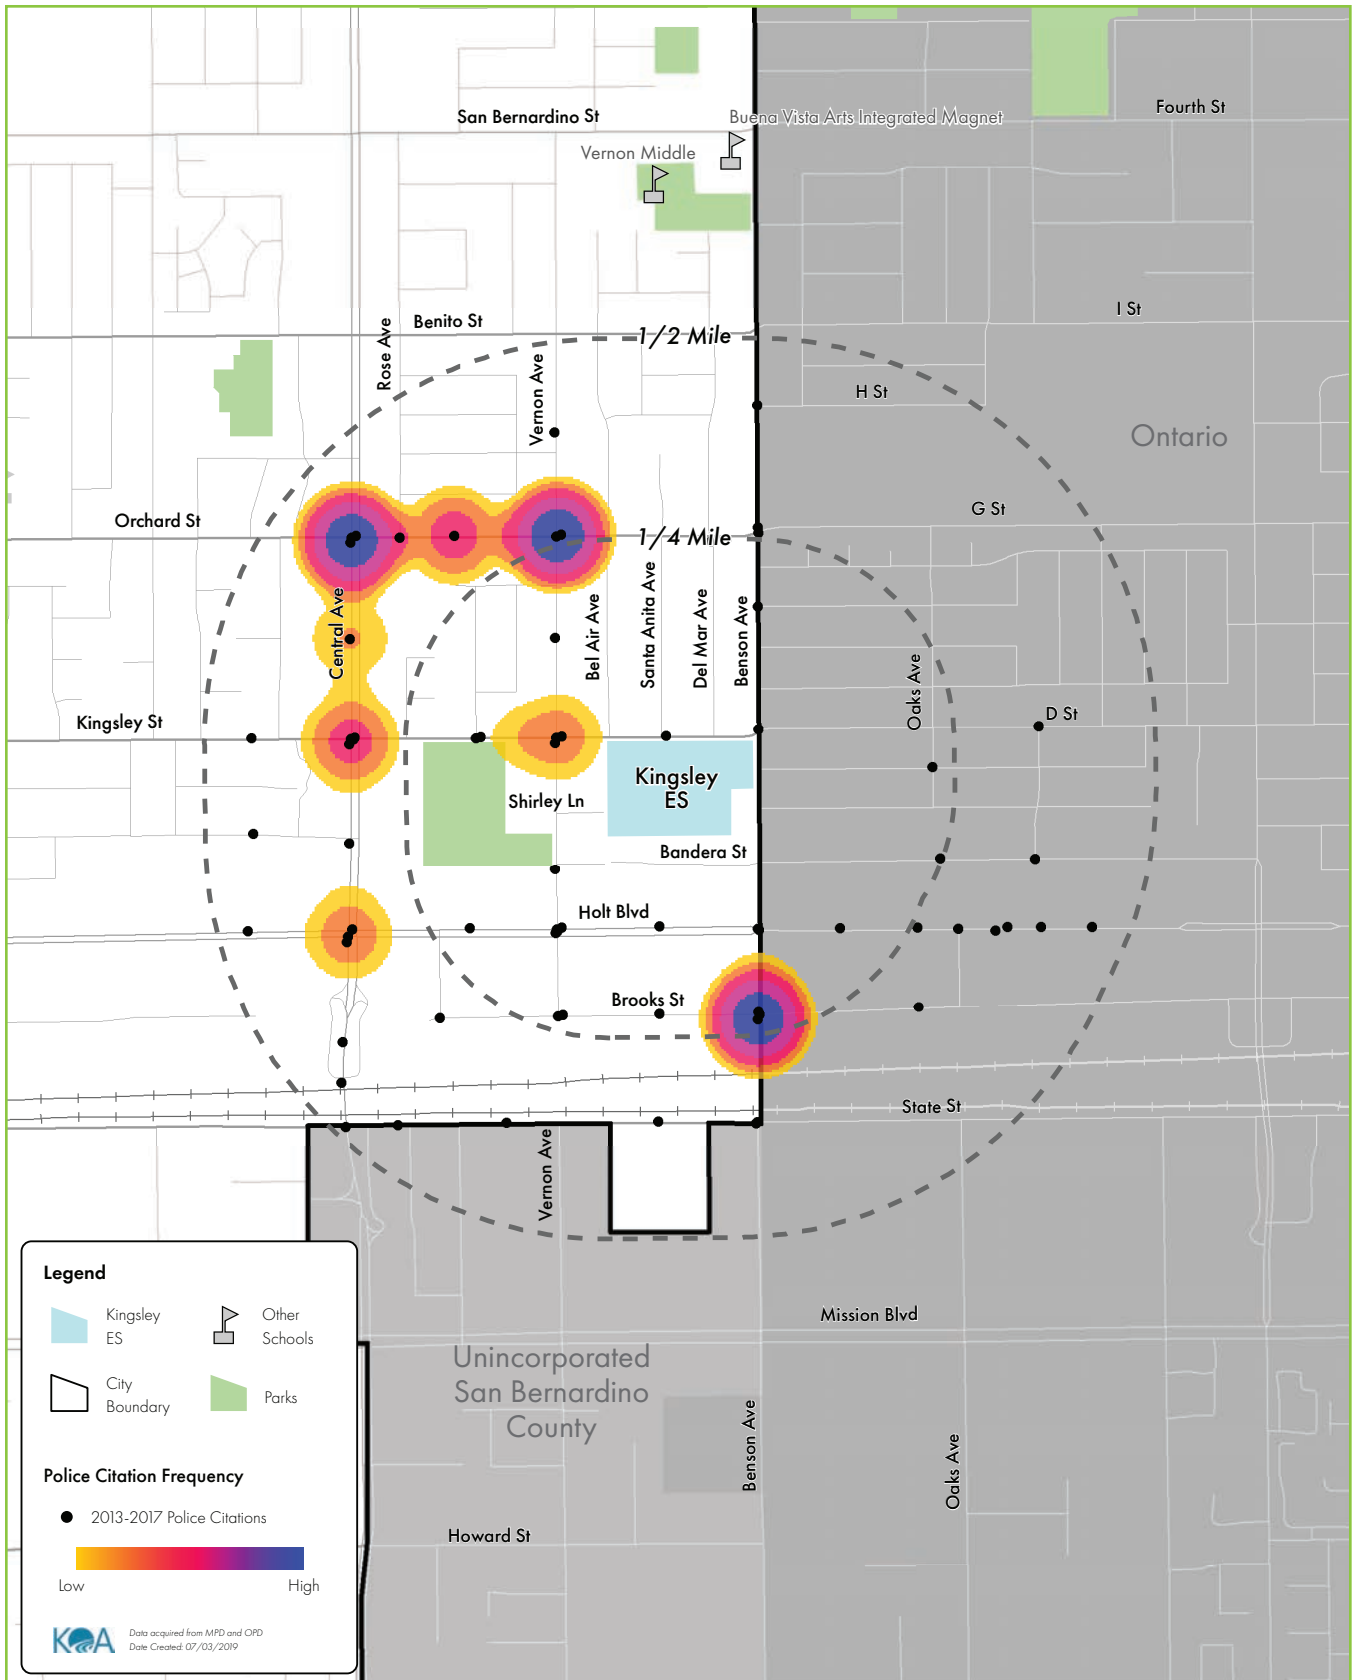 San Bernardino St
Buena Vista Arts Integrated Magnet
Fourth St
Vernon Middle
I St
Benito St
1/2 Mile
Rose Ave
Vernon Ave
H St
Ontario
Orchard St
G St
1/4 Mile
Central Ave
Bel Air Ave
Santa Anita Ave
Del Mar Ave
Benson Ave
Oaks Ave
Kingsley St
D St
Kingsley
ES
Shirley Ln
Bandera St
Holt Blvd
Brooks St
State St
Vernon Ave
Mission Blvd
Unincorporated
San Bernardino
County
Benson Ave
Oaks Ave
Howard St
Legend
Kingsley
ES
Other
Schools
City
Boundary
Parks
Police Citation Frequency
2013-2017 Police Citations
Low
High
KOA
Data acquired from MPD and OPD
Date Created: 07/03/2019